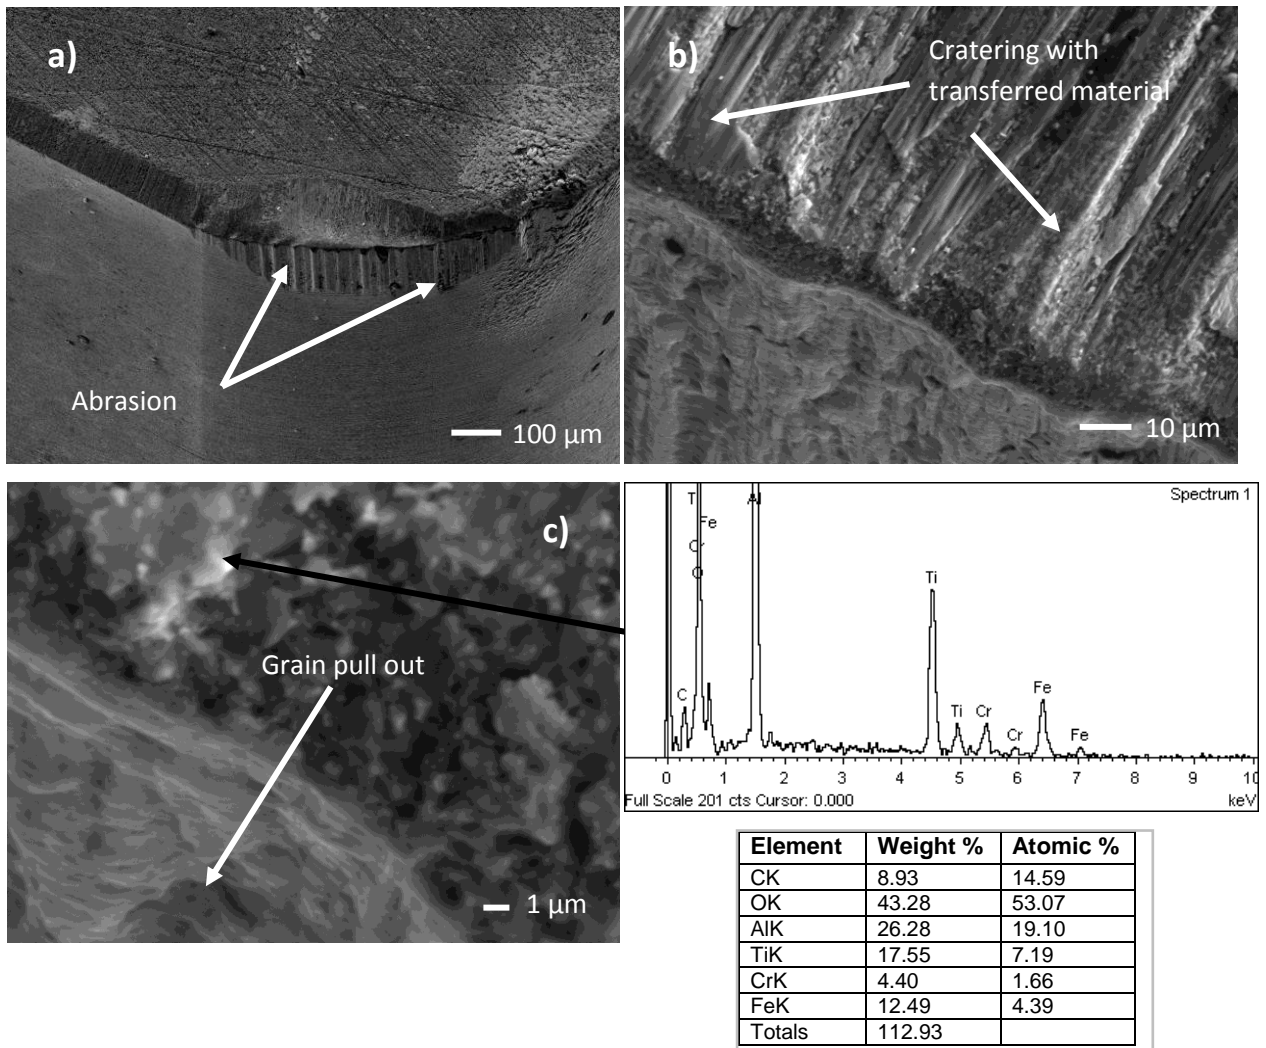 a)
Abrasion
100 µm
b)
Cratering with
transferred material
10 µm
c)
Grain pull out
1 µm
Spectrum 1
Fe
C
Ti
Ti
Cr
Cr
Fe
Fe
0 1 2 3 4 5 6 7 8 9 10
Full Scale 201 cts Cursor: 0.000
keV
Element Weight % Atomic %
CK 8.93 14.59
OK 43.28 53.07
AlK 26.28 19.10
TiK 17.55 7.19
CrK 4.40 1.66
FeK 12.49 4.39
Totals 112.93